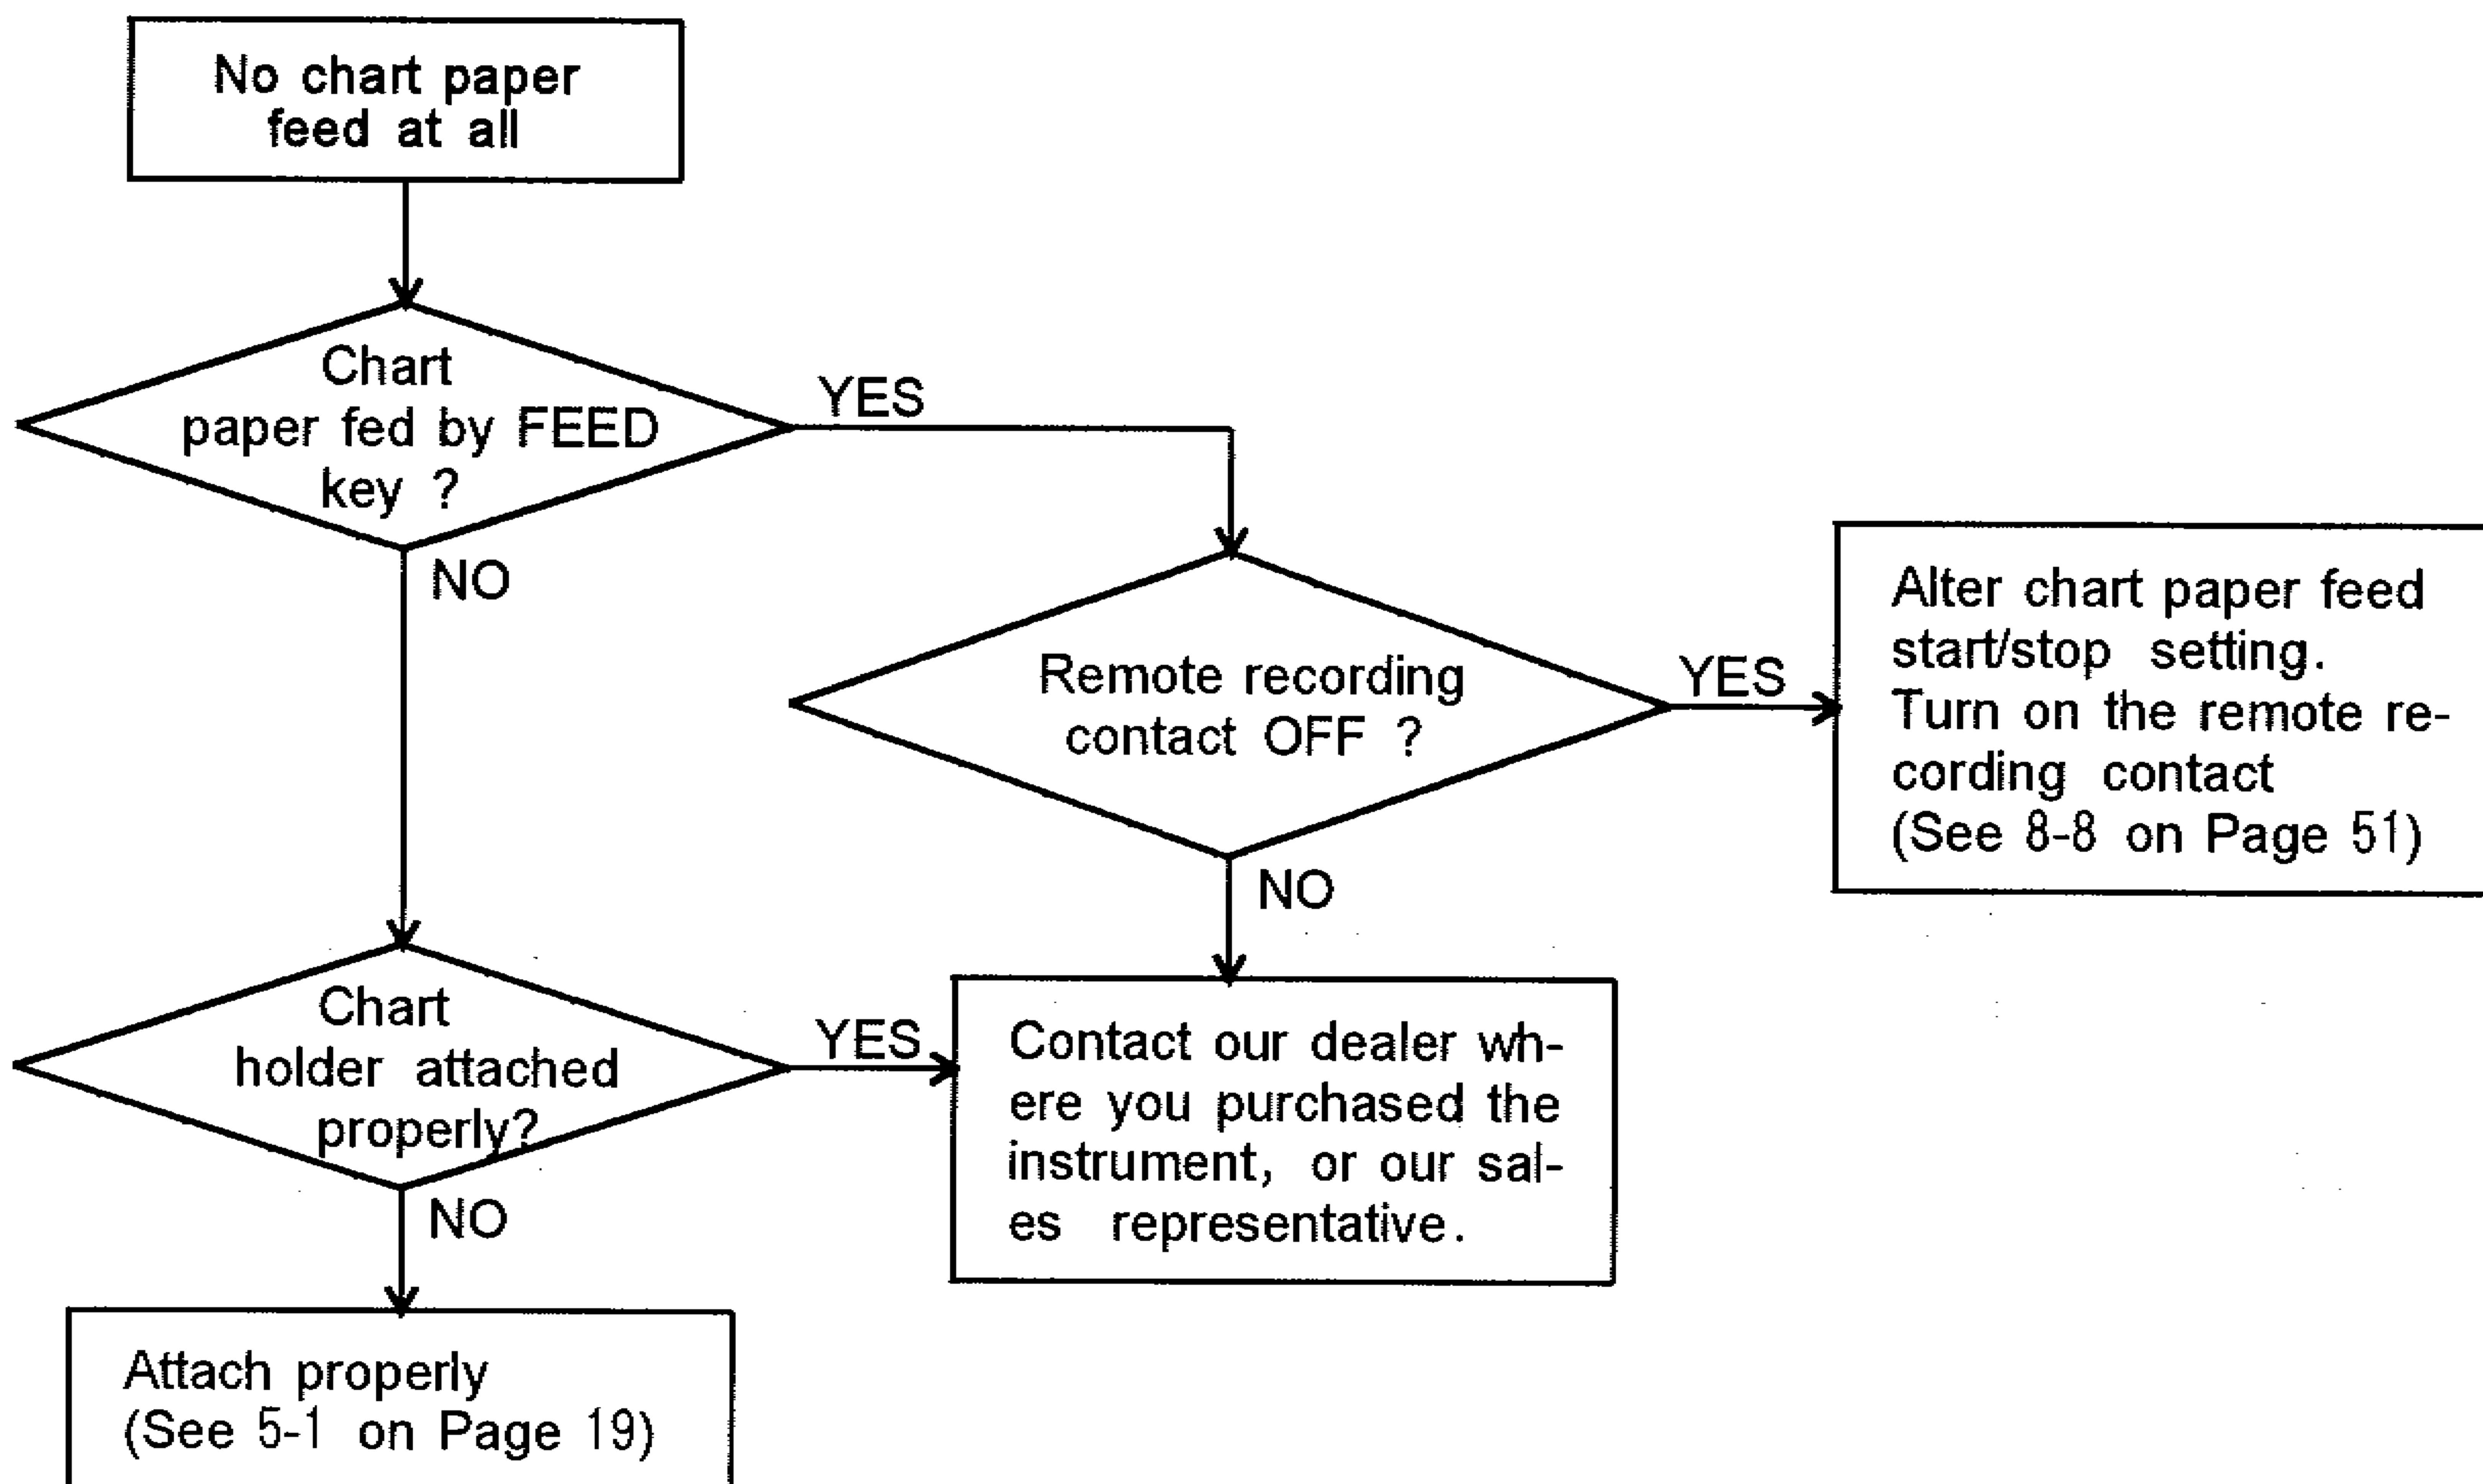 No chart paper
feed at all
Chart
paper fed by FEED
key ?
YES
NO
Remote recording
contact OFF ?
YES
Alter chart paper feed
start/stop setting.
Turn on the remote re-
cording contact
(See 8-8 on Page 51)
NO
Chart
holder attached
properly?
YES
Contact our dealer wh-
ere you purchased the
instrument, or our sal-
es representative.
NO
Attach properly
(See 5-1 on Page 19)